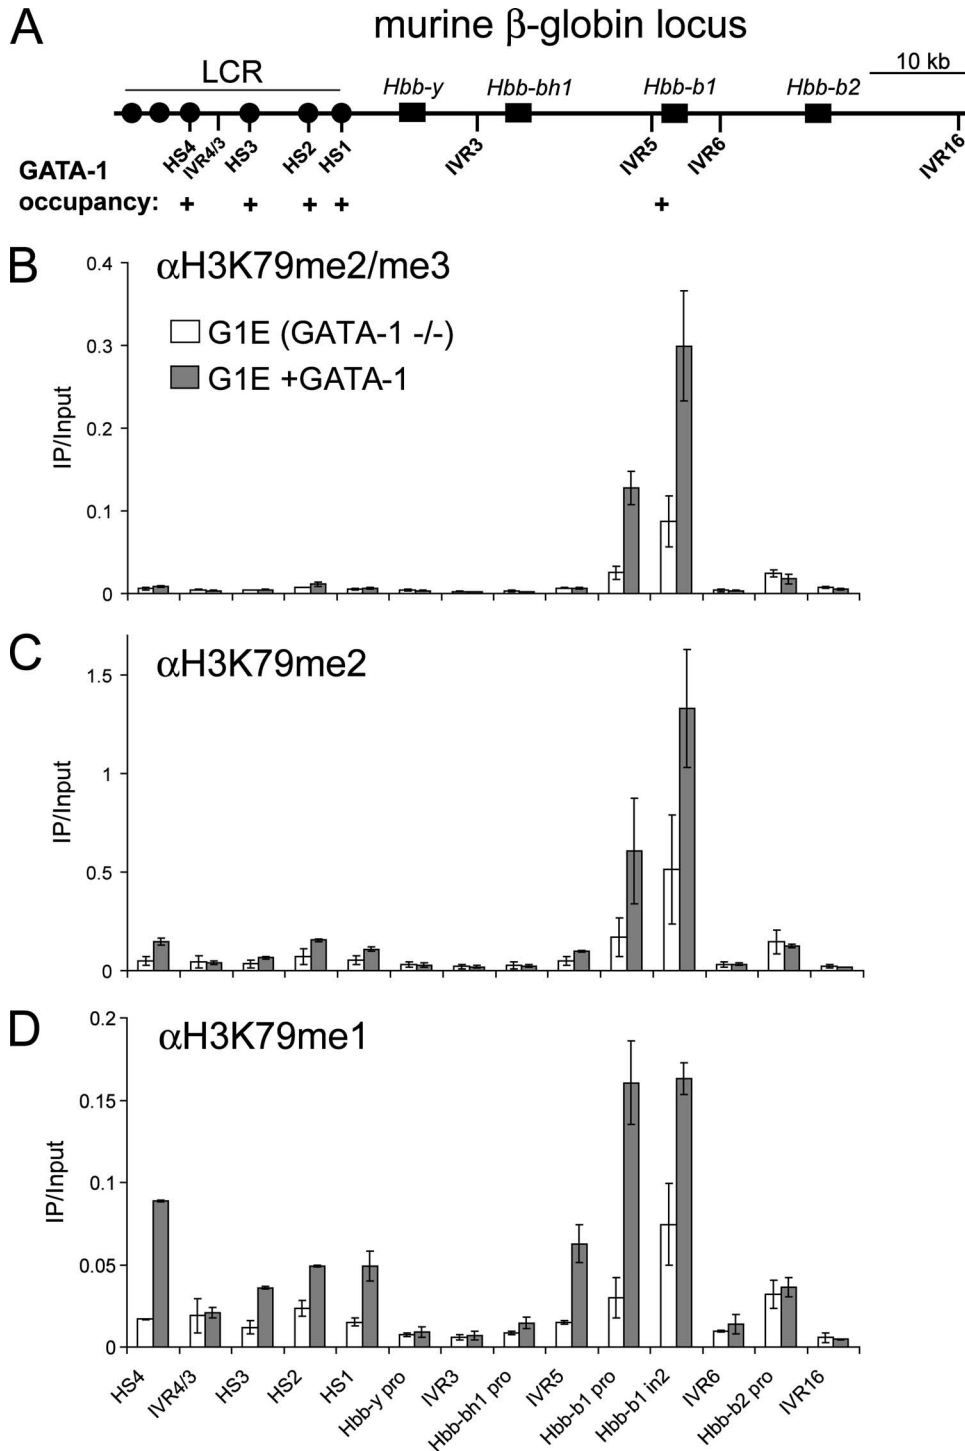 A
murine β-globin locus
10 kb
LCR
Hbb-y Hbb-bh1 Hbb-b1 Hbb-b2
HS4 IVR4/3 HS3 HS2 HS1 IVR3 IVR5 IVR6 IVR16
GATA-1
occupancy: + + + + +
B
αH3K79me2/me3
G1E (GATA-1 -/-)
G1E +GATA-1
IP/Input
0.4
0.3
0.2
0.1
0
C
αH3K79me2
IP/Input
1.5
1
0.5
0
D
αH3K79me1
IP/Input
0.2
0.15
0.1
0.05
0
HS4
IVR4/3
HS3
HS2
HS1
Hbb-y pro
IVR3
Hbb-bh1 pro
IVR5
Hbb-b1 pro
Hbb-b1 in2
IVR6
Hbb-b2 pro
IVR16